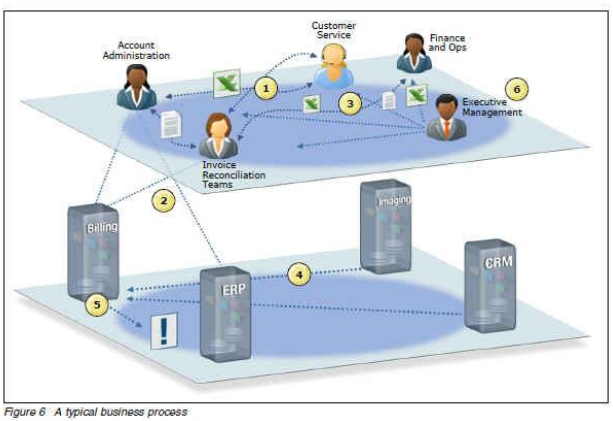 Customer
Service
Finance
and Ops
Account
Administration
1
3
6
Executive
Management
Invoice
Reconciliation
Teams
2
Imaging
Billing
CRM
4
ERP
5
!
Figure 6 A typical business process